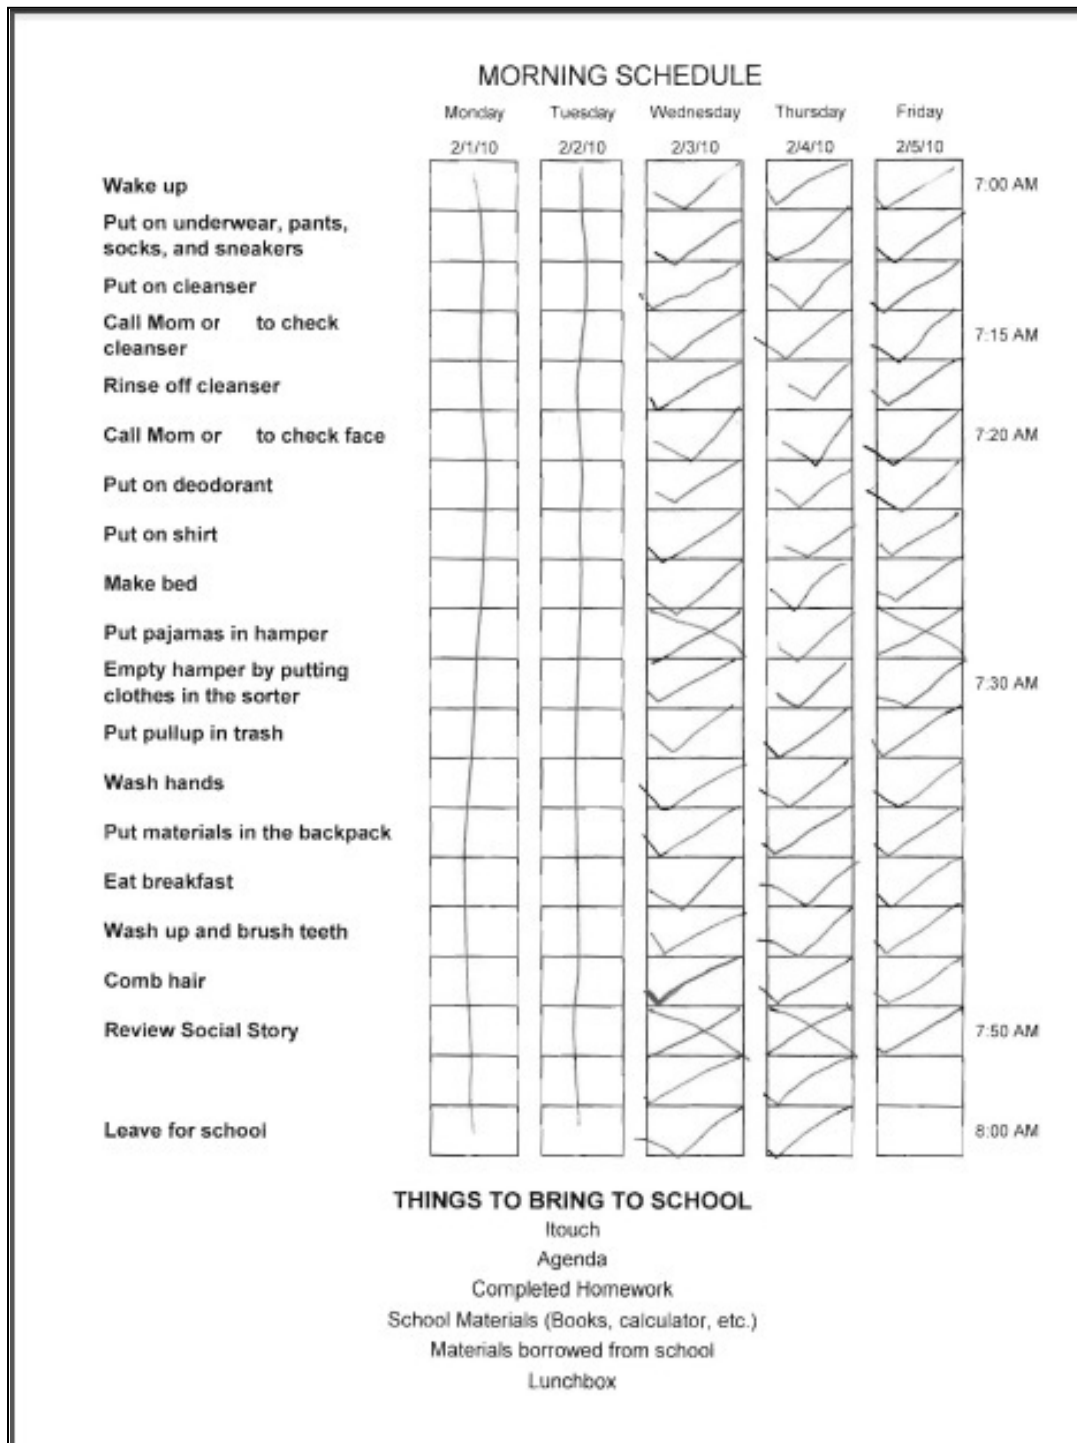 MORNING SCHEDULE
Monday Tuesday Wednesday Thursday Friday
2/1/10 2/2/10 2/3/10 2/4/10 2/5/10
Wake up 7:00 AM
Put on underwear, pants,
socks, and sneakers
Put on cleanser
Call Mom or to check 7:15 AM
cleanser
Rinse off cleanser
Call Mom or to check face 7:20 AM
Put on deodorant
Put on shirt
Make bed
Put pajamas in hamper
Empty hamper by putting 7:30 AM
clothes in the sorter
Put pullup in trash
Wash hands
Put materials in the backpack
Eat breakfast
Wash up and brush teeth
Comb hair
Review Social Story 7:50 AM
Leave for school 8:00 AM
THINGS TO BRING TO SCHOOL
Itouch
Agenda
Completed Homework
School Materials (Books, calculator, etc.)
Materials borrowed from school
Lunchbox